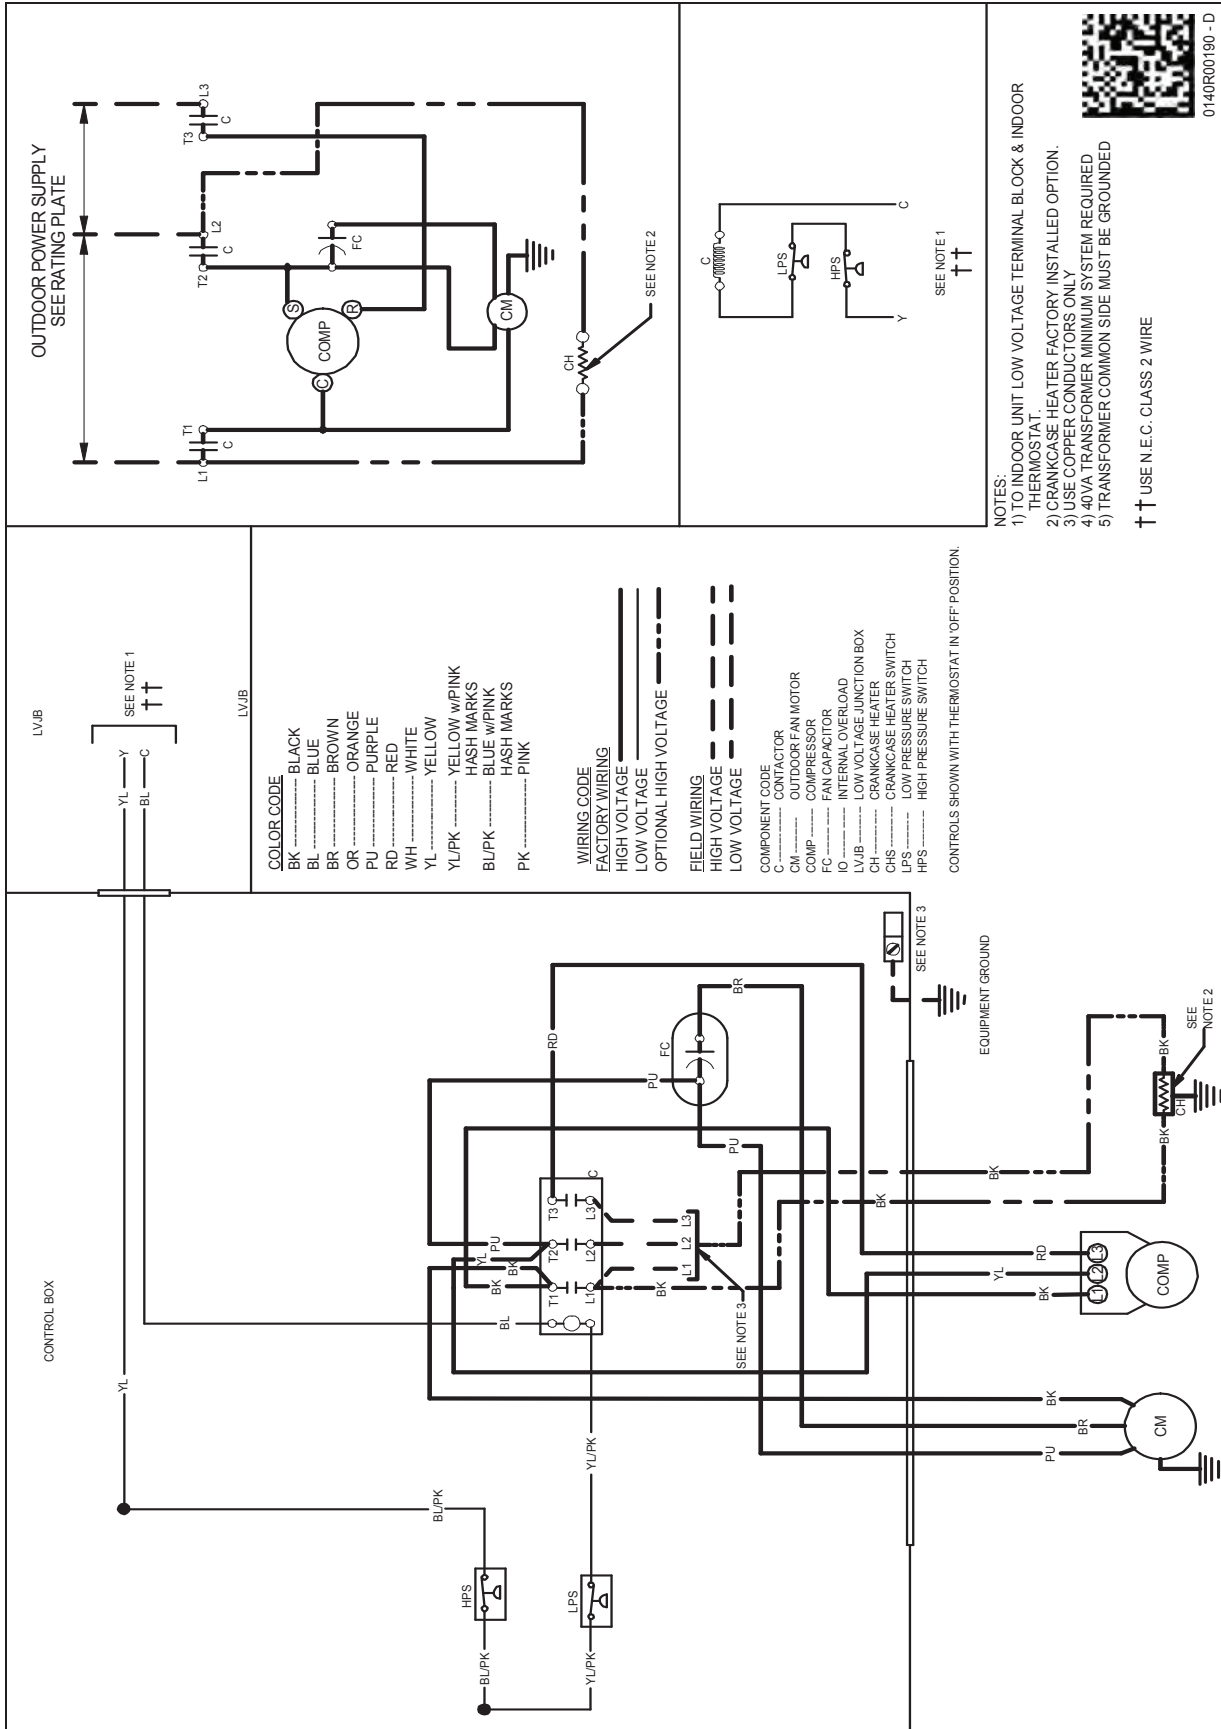 CONTROL BOX
YL
BL/PK
HPS
BL/PK
LPS
YL/PK
YL/PK
BL
BK
BK
YL
PU
T1
T2
T3
L1
L2
L3
C
BK
L1
L2
L3
SEE NOTE 3
RD
PU
FC
BR
PU
BK
BK
SEE NOTE 3
EQUIPMENT GROUND
BK
BK
CH
BK
SEE
NOTE 2
RD
YL
BK
L1
L2
L3
COMP
BK
BR
PU
CM
LVJB
YL
Y
BL
C
SEE NOTE 1
††
LVJB
COLOR CODE
BK ---------- BLACK
BL ---------- BLUE
BR ---------- BROWN
OR ---------- ORANGE
PU ---------- PURPLE
RD ---------- RED
WH ---------- WHITE
YL ---------- YELLOW
YL/PK -------- YELLOW w/PINK
HASH MARKS
BL/PK -------- BLUE w/PINK
HASH MARKS
PK ---------- PINK
WIRING CODE
FACTORY WIRING
HIGH VOLTAGE
LOW VOLTAGE
OPTIONAL HIGH VOLTAGE
FIELD WIRING
HIGH VOLTAGE
LOW VOLTAGE
COMPONENT CODE
C ---------- CONTACTOR
CM -------- OUTDOOR FAN MOTOR
COMP ------ COMPRESSOR
FC --------- FAN CAPACITOR
IO --------- INTERNAL OVERLOAD
LVJB ------- LOW VOLTAGE JUNCTION BOX
CH --------- CRANKCASE HEATER
CHS -------- CRANKCASE HEATER SWITCH
LPS -------- LOW PRESSURE SWITCH
HPS -------- HIGH PRESSURE SWITCH
CONTROLS SHOWN WITH THERMOSTAT IN 'OFF' POSITION.
OUTDOOR POWER SUPPLY
SEE RATING PLATE
L1
T1
C
T2
L2
C
T3
L3
C
S
R
C
COMP
FC
CM
CH
SEE NOTE 2
C
LPS
HPS
Y
C
SEE NOTE 1
††
NOTES:
1) TO INDOOR UNIT LOW VOLTAGE TERMINAL BLOCK & INDOOR
THERMOSTAT.
2) CRANKCASE HEATER FACTORY INSTALLED OPTION.
3) USE COPPER CONDUCTORS ONLY
4) 40VA TRANSFORMER MINIMUM SYSTEM REQUIRED
5) TRANSFORMER COMMON SIDE MUST BE GROUNDED
†† USE N.E.C. CLASS 2 WIRE
0140R00190 - D